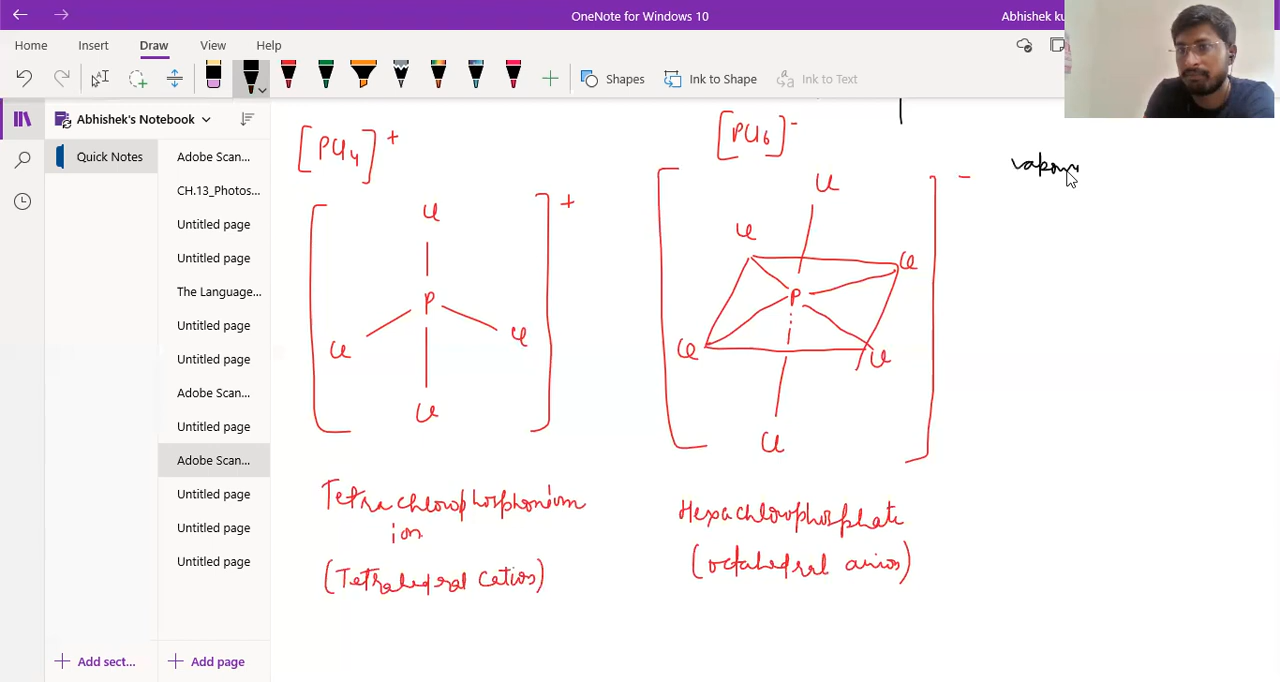 OneNote for Windows 10
Abhishek ku
Home Insert Draw View Help
Shapes
Ink to Shape
Ink to Text
Abhishek's Notebook
Quick Notes
Adobe Scan...
CH.13_Photos...
Untitled page
Untitled page
The Language...
Untitled page
Untitled page
Adobe Scan...
Untitled page
Adobe Scan...
Untitled page
Untitled page
Untitled page
Add sect...
Add page
[PCl4]+
Cl
P
Cl
Cl
Cl
+
Tetrachlorophosphonium
ion
(Tetrahedral cation)
[PCl6]-
Cl
Cl
Cl
P
Cl
Cl
Cl
-
Hexachlorophosphate
(octahedral anion)
vapour